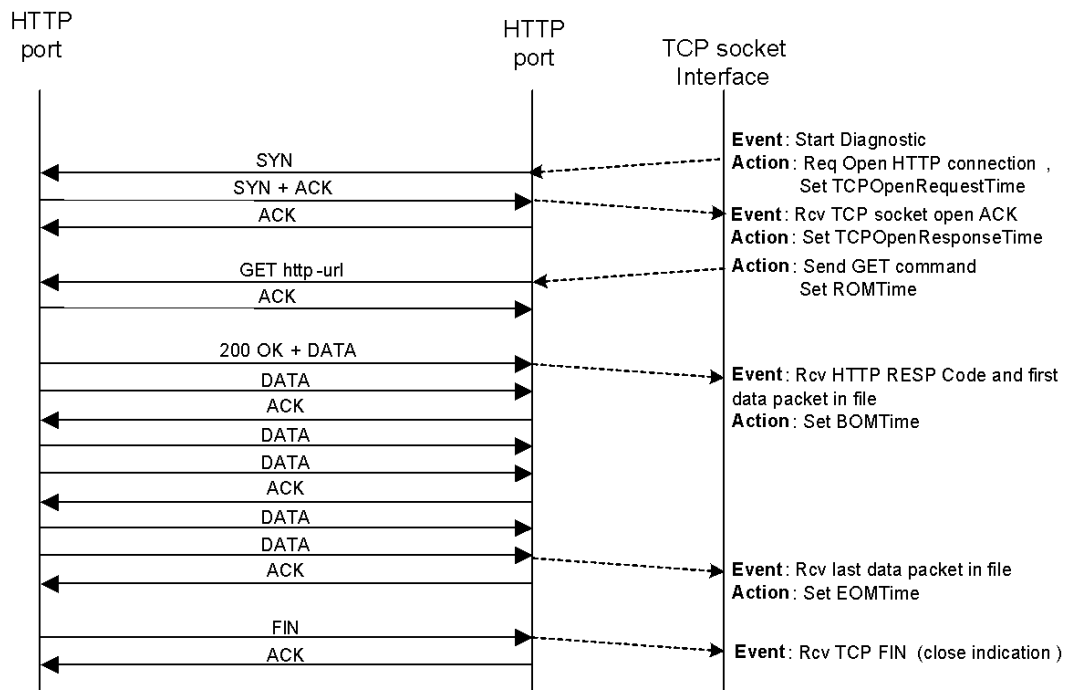 HTTP
port
HTTP
port
TCP socket
Interface
Event: Start Diagnostic
SYN
Action: Req Open HTTP connection ,
SYN + ACK
Set TCPOpenRequestTime
ACK
Event: Rcv TCP socket open ACK
Action: Set TCPOpenResponseTime
GET http-url
Action: Send GET command
Set ROMTime
ACK
200 OK + DATA
Event: Rcv HTTP RESP Code and first
data packet in file
Action: Set BOMTime
DATA
ACK
DATA
DATA
ACK
DATA
DATA
ACK
Event: Rcv last data packet in file
Action: Set EOMTime
FIN
ACK
Event: Rcv TCP FIN (close indication )